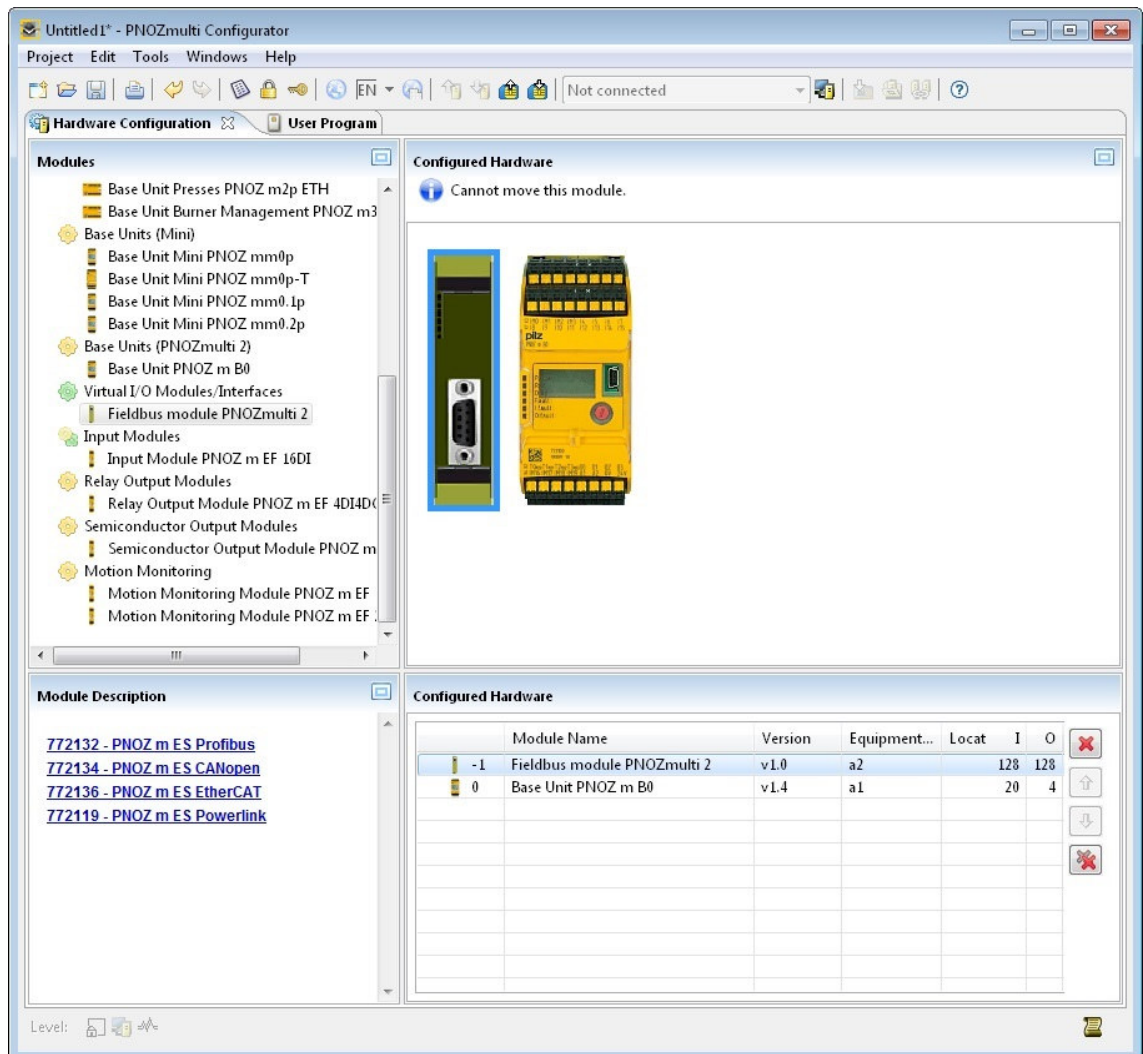 Untitled1* - PNOZmulti Configurator
Project Edit Tools Windows Help
EN Not connected
Hardware Configuration User Program
Modules
Base Unit Presses PNOZ m2p ETH
Base Unit Burner Management PNOZ m3
Base Units (Mini)
Base Unit Mini PNOZ mm0p
Base Unit Mini PNOZ mm0p-T
Base Unit Mini PNOZ mm0.1p
Base Unit Mini PNOZ mm0.2p
Base Units (PNOZmulti 2)
Base Unit PNOZ m B0
Virtual I/O Modules/Interfaces
Fieldbus module PNOZmulti 2
Input Modules
Input Module PNOZ m EF 16DI
Relay Output Modules
Relay Output Module PNOZ m EF 4DI4D
Semiconductor Output Modules
Semiconductor Output Module PNOZ m
Motion Monitoring
Motion Monitoring Module PNOZ m EF
Motion Monitoring Module PNOZ m EF
Configured Hardware
Cannot move this module.
pilz
Module Description
772132 - PNOZ m ES Profibus
772134 - PNOZ m ES CANopen
772136 - PNOZ m ES EtherCAT
772119 - PNOZ m ES Powerlink
Configured Hardware
Module Name Version Equipment... Locat I O
-1 Fieldbus module PNOZmulti 2 v1.0 a2 128 128
0 Base Unit PNOZ m B0 v1.4 a1 20 4
Level: